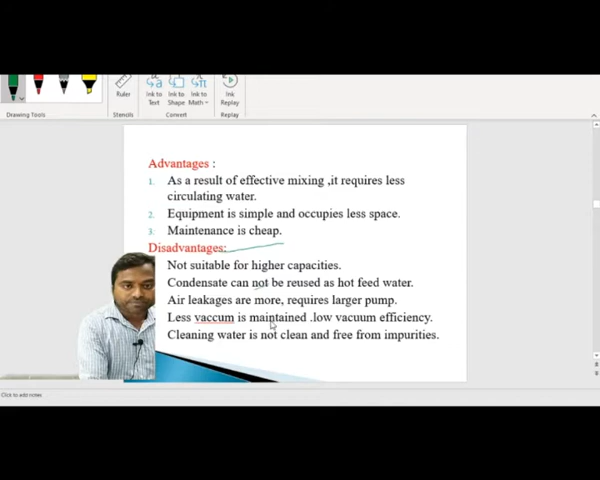 Ruler
Ink to Text
Ink to Shape
Ink to Math
Ink Replay
Drawing Tools
Stencils
Convert
Replay
Advantages :
1. As a result of effective mixing ,it requires less
circulating water.
2. Equipment is simple and occupies less space.
3. Maintenance is cheap.
Disadvantages:
Not suitable for higher capacities.
Condensate can not be reused as hot feed water.
Air leakages are more, requires larger pump.
Less vaccum is maintained .low vacuum efficiency.
Cleaning water is not clean and free from impurities.
Click to add notes